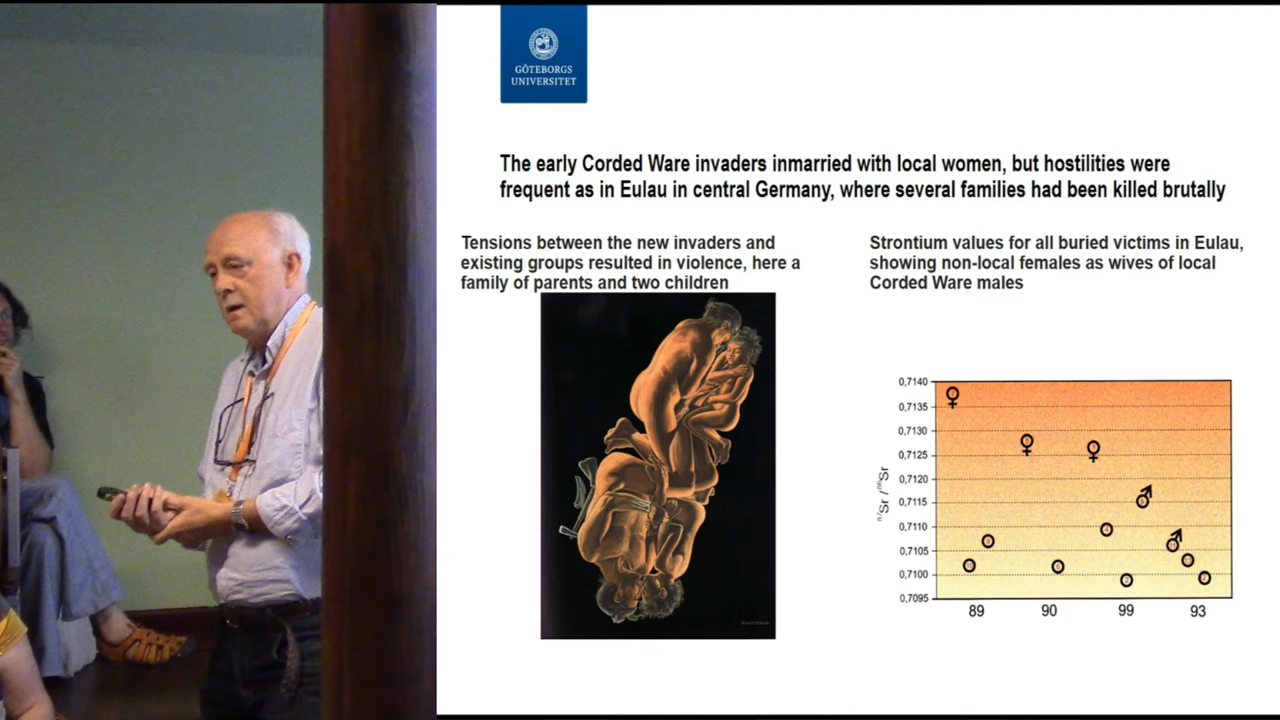 GÖTEBORGS
UNIVERSITET
The early Corded Ware invaders inmarried with local women, but hostilities were
frequent as in Eulau in central Germany, where several families had been killed brutally
Tensions between the new invaders and
existing groups resulted in violence, here a
family of parents and two children
Strontium values for all buried victims in Eulau,
showing non-local females as wives of local
Corded Ware males
0,7140
0,7135
0,7130
0,7125
0,7120
0,7115
0,7110
0,7105
0,7100
0,7095
⁸⁷Sr /⁸⁶Sr
89
90
99
93